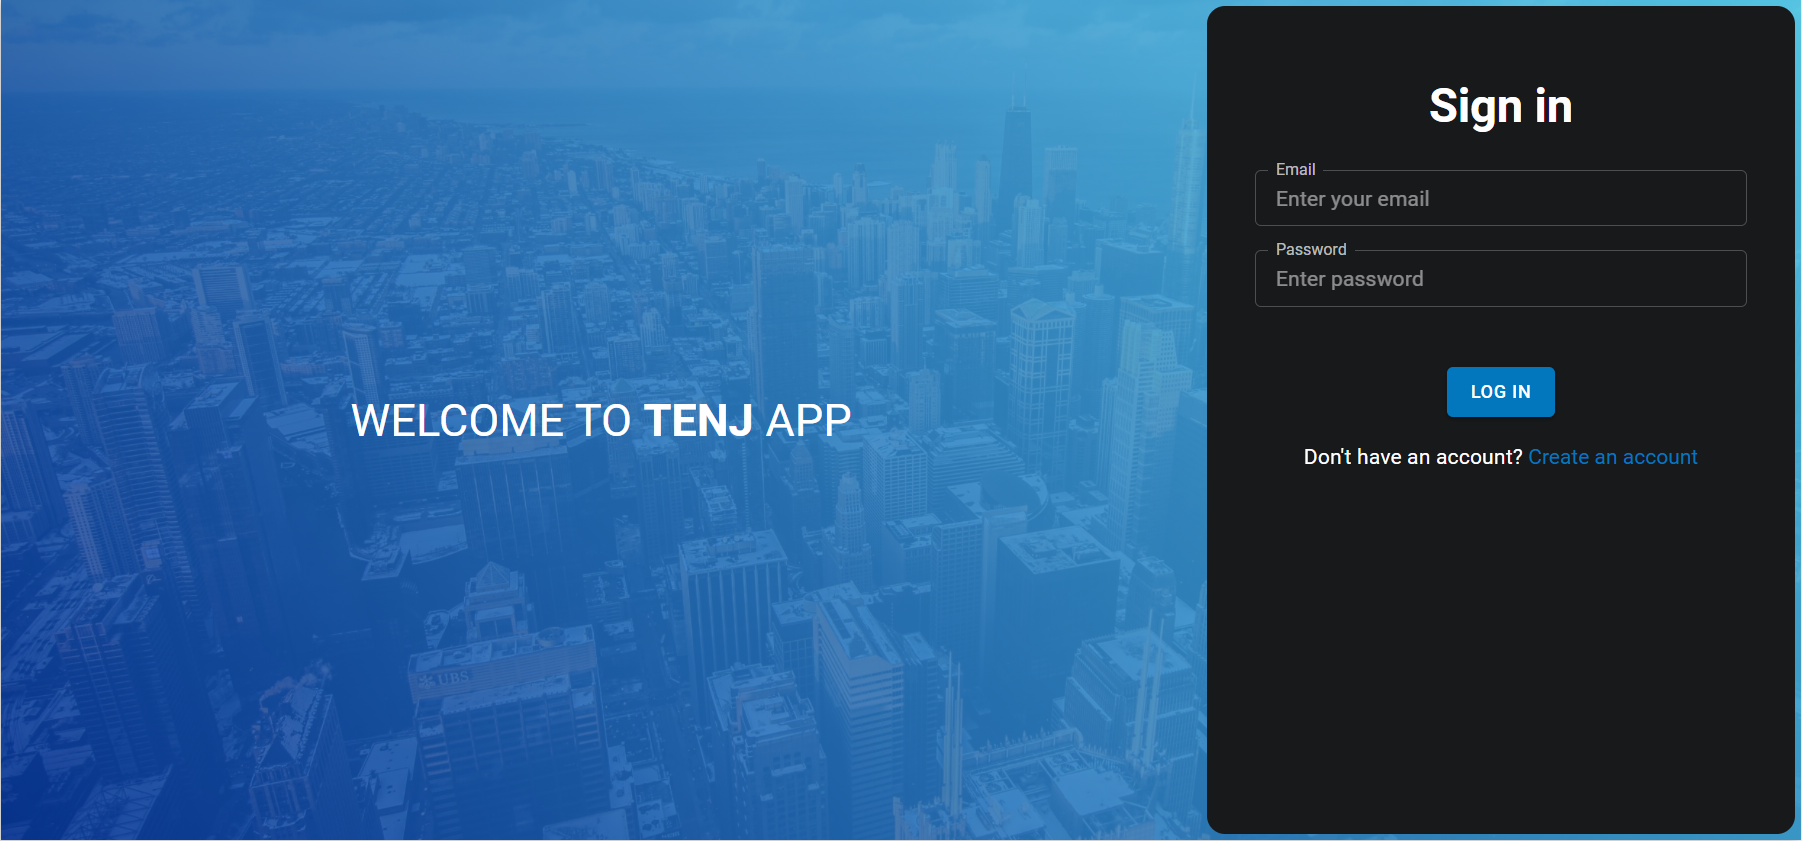 WELCOME TO TENJ APP
UBS
Sign in
Email
Enter your email
Password
Enter password
LOG IN
Don't have an account? Create an account